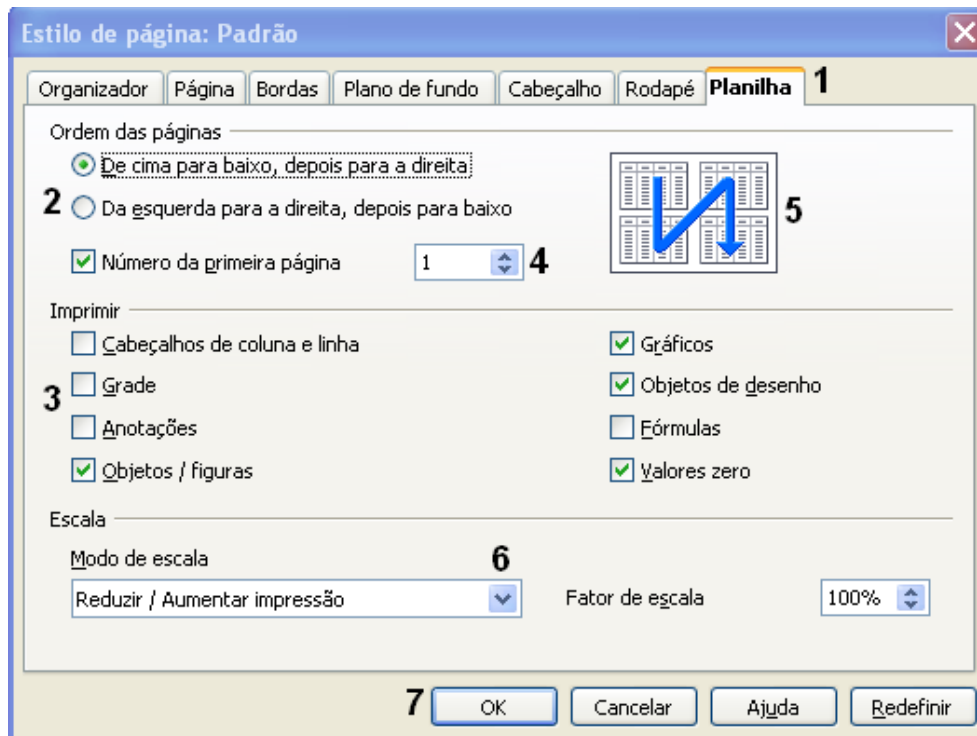 Estilo de página: Padrão
Organizador Página Bordas Plano de fundo Cabeçalho Rodapé Planilha 1
Ordem das páginas
De cima para baixo, depois para a direita
2 Da esquerda para a direita, depois para baixo 5
Número da primeira página 1 4
Imprimir
Cabeçalhos de coluna e linha Gráficos
3 Grade Objetos de desenho
Anotações Fórmulas
Objetos / figuras Valores zero
Escala
Modo de escala 6
Reduzir / Aumentar impressão Fator de escala 100%
7 OK Cancelar Ajuda Redefinir